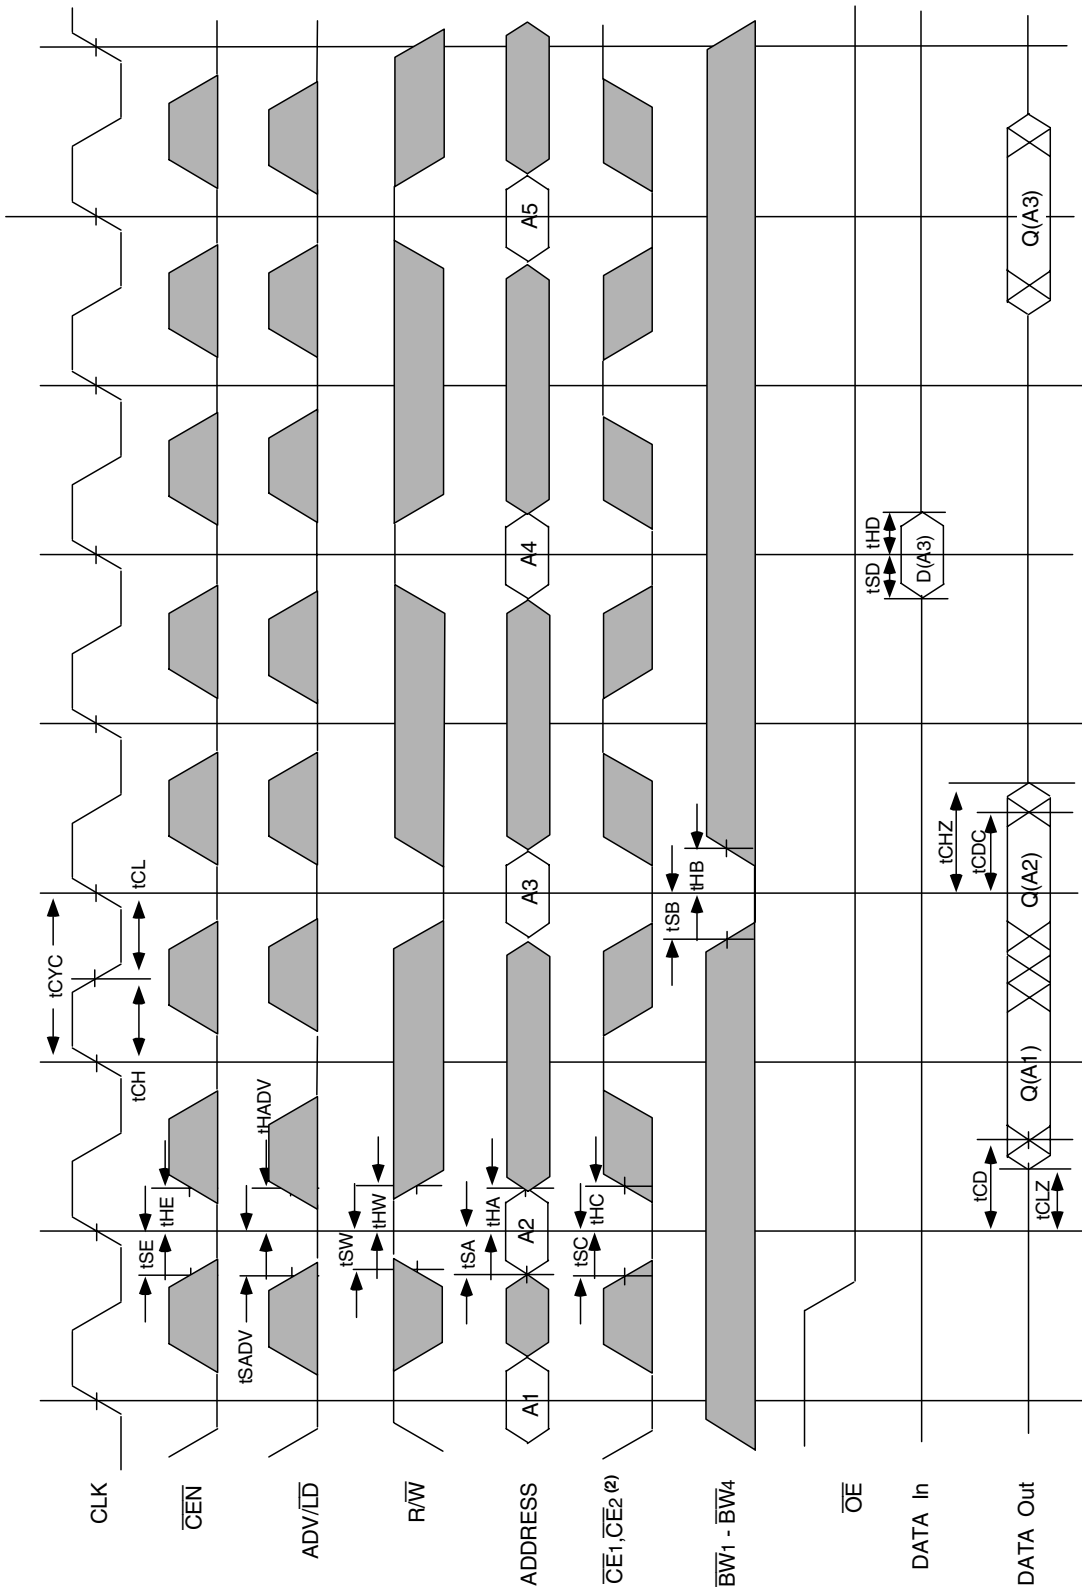 CLK
tCYC
tCH
tCL
CEN
tSE
tHE
ADV/LD
tSADV
tHADV
R/W
tSW
tHW
ADDRESS
A1
tSA
tHA
A2
A3
A4
A5
CE1,CE2 (2)
tSC
tHC
BW1 - BW4
tSB
tHB
OE
DATA In
tSD
tHD
D(A3)
DATA Out
tCD
tCLZ
Q(A1)
Q(A2)
tCHZ
tCDC
Q(A3)